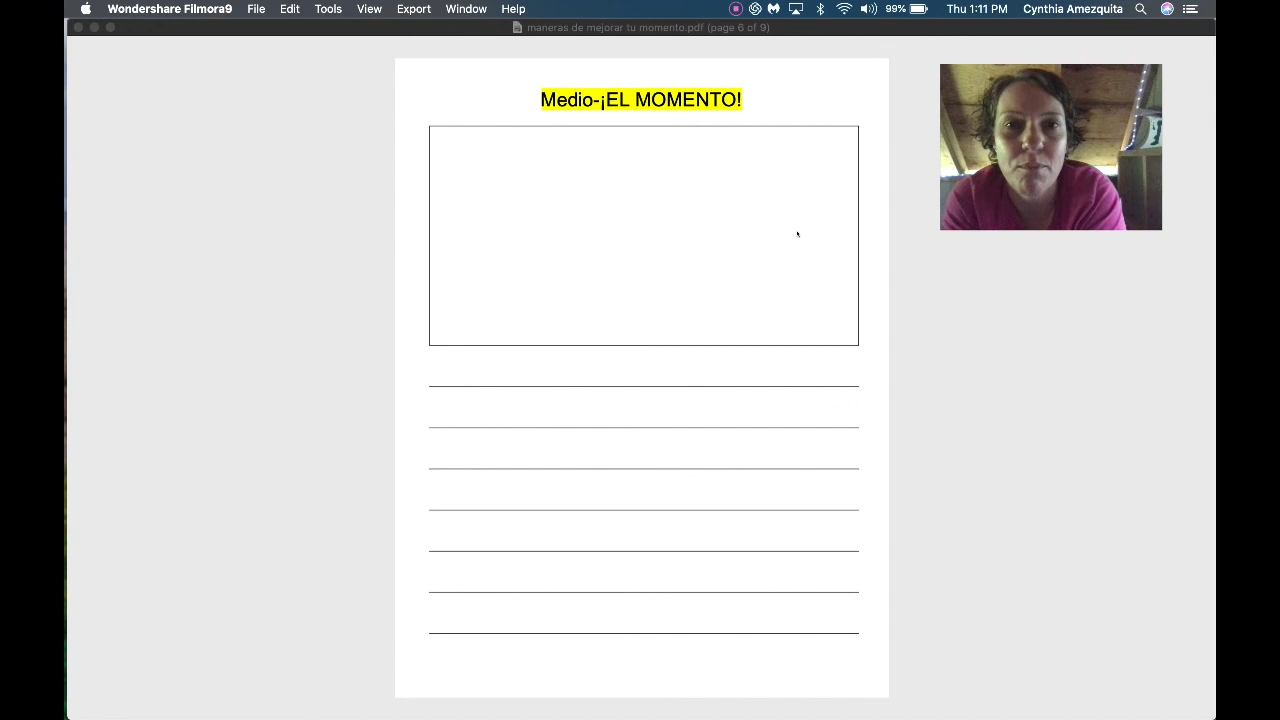 Wondershare Filmora9 File Edit Tools View Export Window Help 99% Thu 1:11 PM Cynthia Amezquita
maneras de mejorar tu momento.pdf (page 6 of 9)
Medio-¡EL MOMENTO!